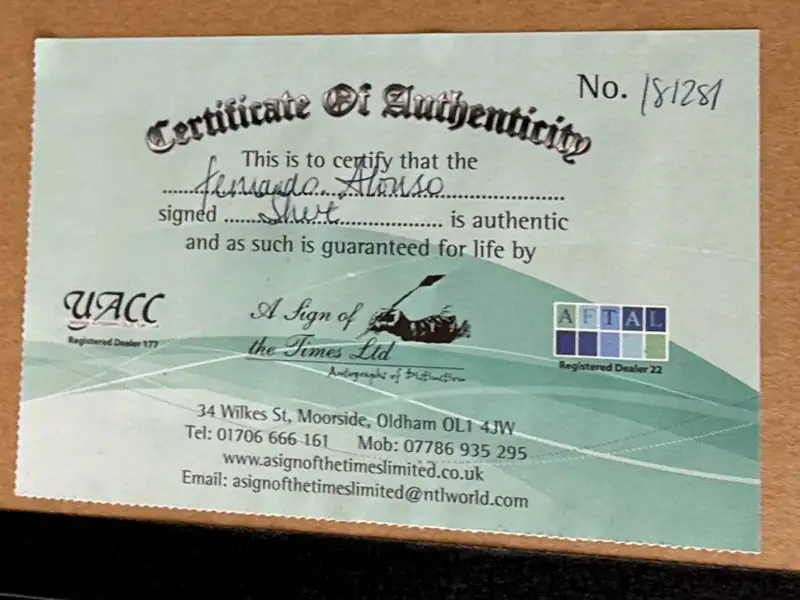 Certificate Of Authenticity
No. 181281
This is to certify that the
Fernando Alonso
signed Shirt is authentic
and as such is guaranteed for life by
UACC
Registered Dealer 177
A Sign of
the Times Ltd
Autographs of Distinction
AFTAL
Registered Dealer 22
34 Wilkes St, Moorside, Oldham OL1 4JW
Tel: 01706 666 161 Mob: 07786 935 295
www.asignofthetimeslimited.co.uk
Email: asignofthetimeslimited@ntlworld.com